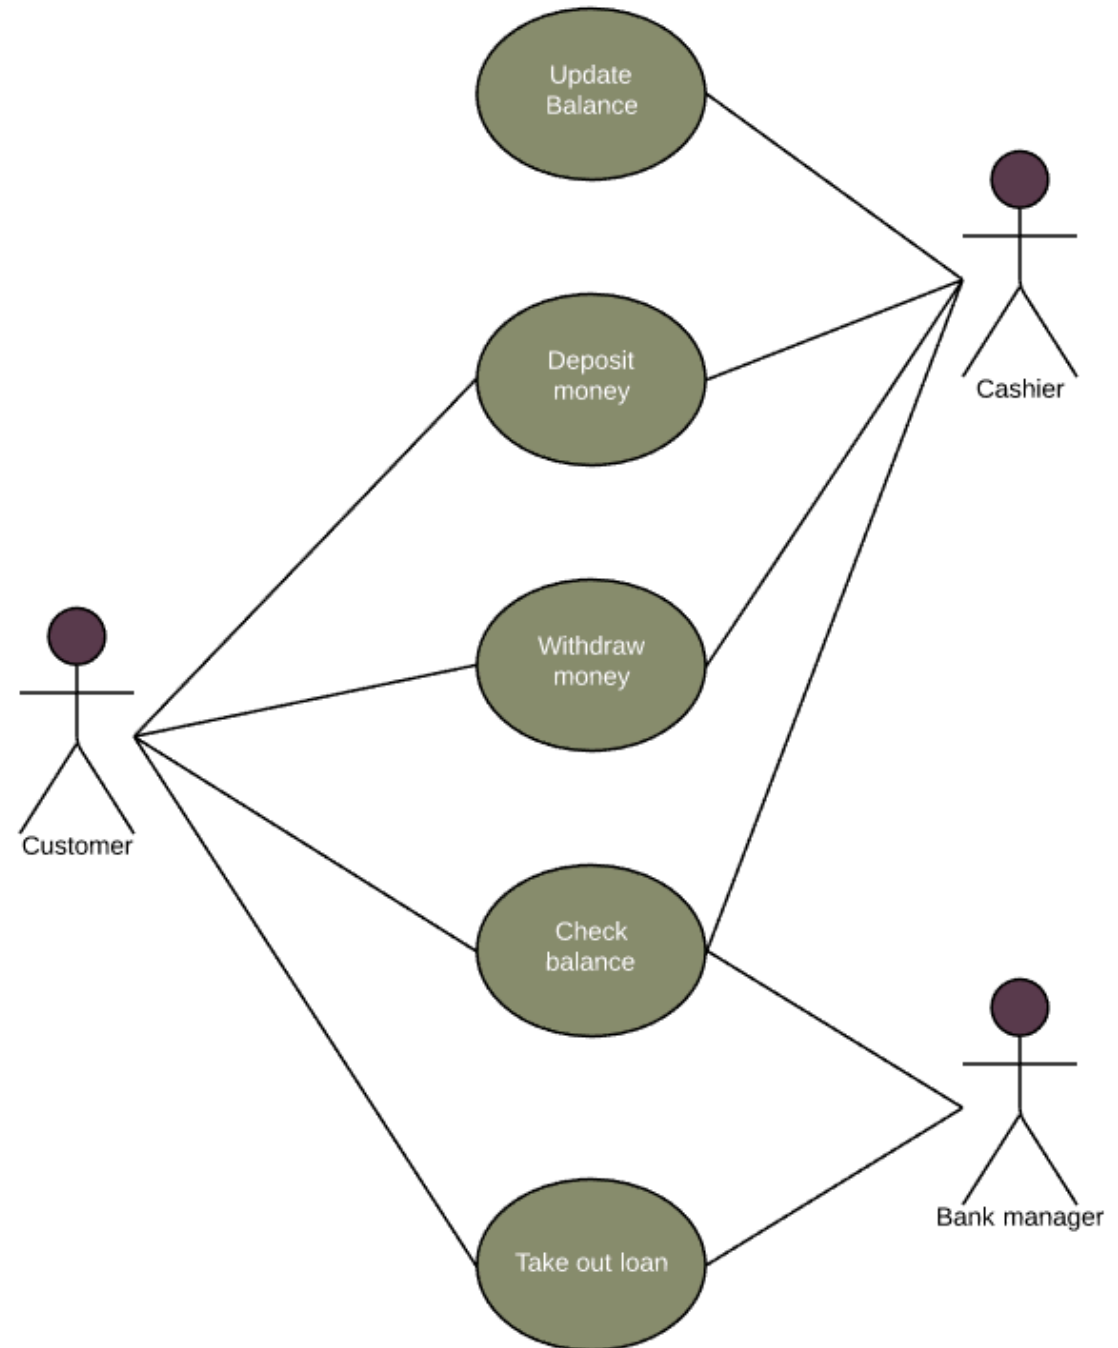 Update
Balance
Deposit
money
Cashier
Withdraw
money
Customer
Check
balance
Bank manager
Take out loan